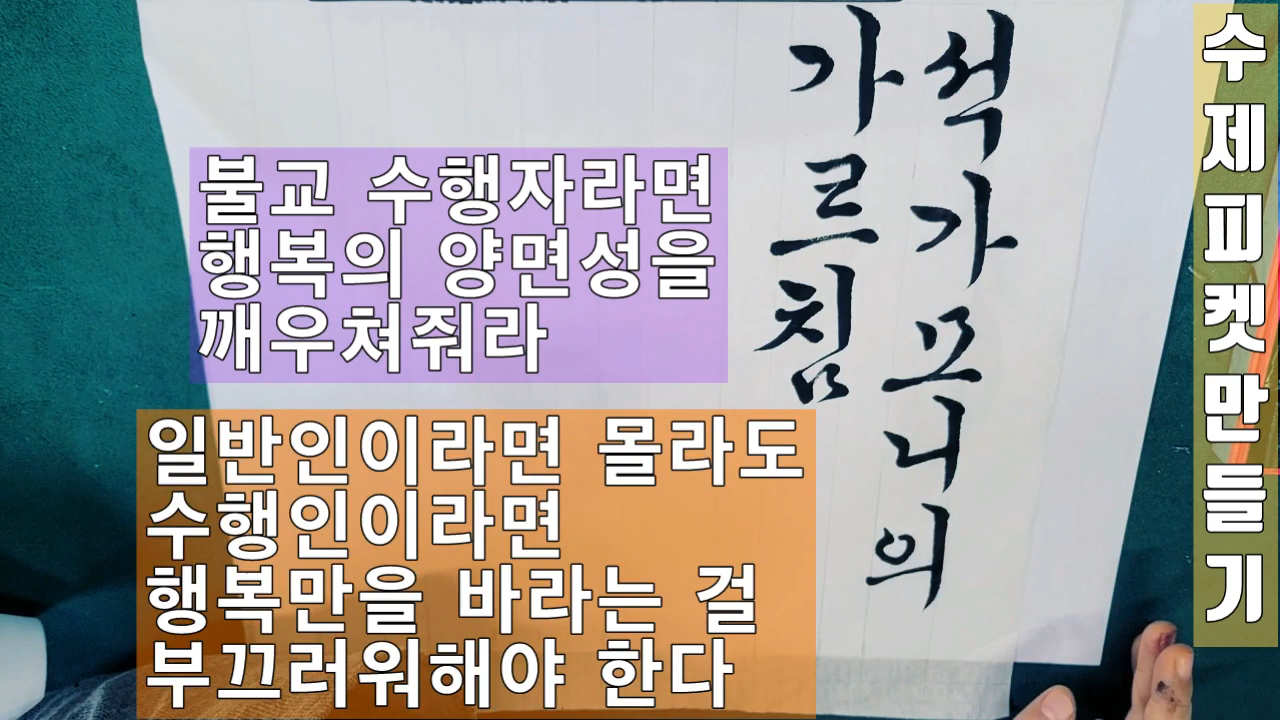 불교 수행자라면
행복의 양면성을
깨우쳐줘라
일반인이라면 몰라도
수행인이라면
행복만을 바라는 걸
부끄러워해야 한다
석가모니의
가르침
수제피켓만들기